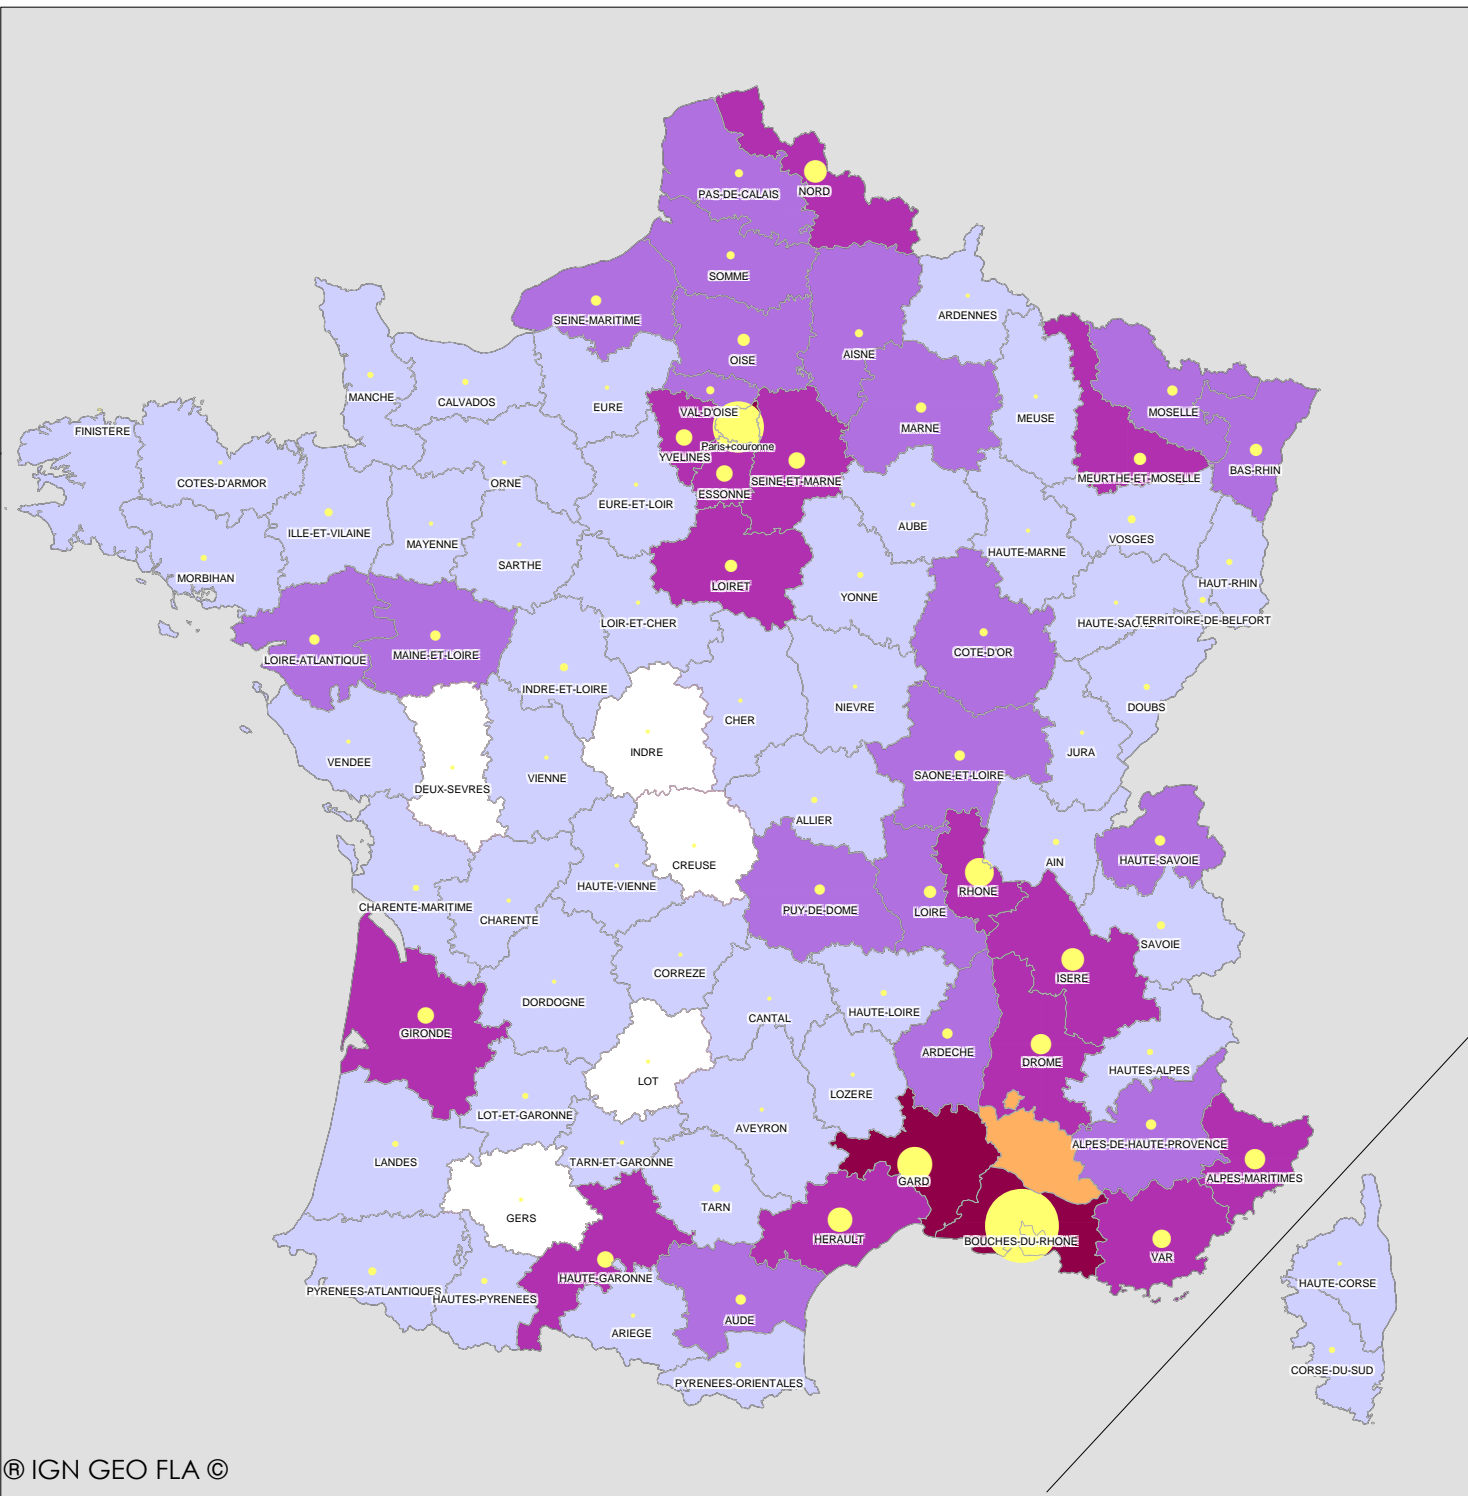 PAS-DE-CALAIS
NORD
SOMME
SEINE-MARITIME
ARDENNES
OISE
AISNE
MANCHE
CALVADOS
EURE
VAL-D'OISE
MEUSE
MOSELLE
FINISTERE
MARNE
Paris+couronne
YVELINES
BAS-RHIN
COTES-D'ARMOR
ORNE
SEINE-ET-MARNE
MEURTHE-ET-MOSELLE
ESSONNE
EURE-ET-LOIR
ILLE-ET-VILAINE
AUBE
MAYENNE
VOSGES
HAUTE-MARNE
SARTHE
MORBIHAN
LOIRET
HAUT-RHIN
YONNE
LOIR-ET-CHER
HAUTE-SAO
TERRITOIRE-DE-BELFORT
LOIRE-ATLANTIQUE
MAINE-ET-LOIRE
COTE-D'OR
INDRE-ET-LOIRE
NIEVRE
DOUBS
CHER
INDRE
JURA
VENDEE
VIENNE
SAONE-ET-LOIRE
DEUX-SEVRES
ALLIER
CREUSE
AIN
HAUTE-SAVOIE
HAUTE-VIENNE
RHONE
CHARENTE-MARITIME
PUY-DE-DOME
LOIRE
CHARENTE
SAVOIE
CORREZE
ISERE
DORDOGNE
HAUTE-LOIRE
CANTAL
GIRONDE
ARDECHE
DROME
HAUTES-ALPES
LOT
LOZERE
LOT-ET-GARONNE
AVEYRON
ALPES-DE-HAUTE-PROVENCE
LANDES
TARN-ET-GARONNE
GARD
ALPES-MARITIMES
TARN
GERS
HERAULT
BOUCHES-DU-RHONE
VAR
HAUTE-GARONNE
HAUTE-CORSE
PYRENEES-ATLANTIQUES
HAUTES-PYRENEES
AUDE
ARIEGE
CORSE-DU-SUD
PYRENEES-ORIENTALES
® IGN GEO FLA ©